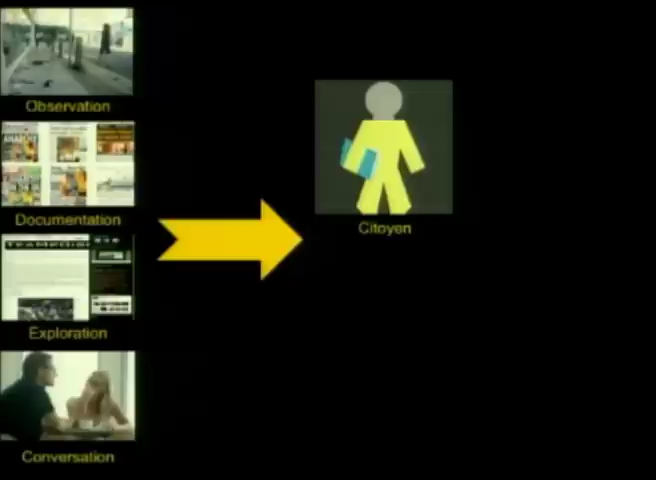 Observation
Documentation
Exploration
Conversation
Citoyen